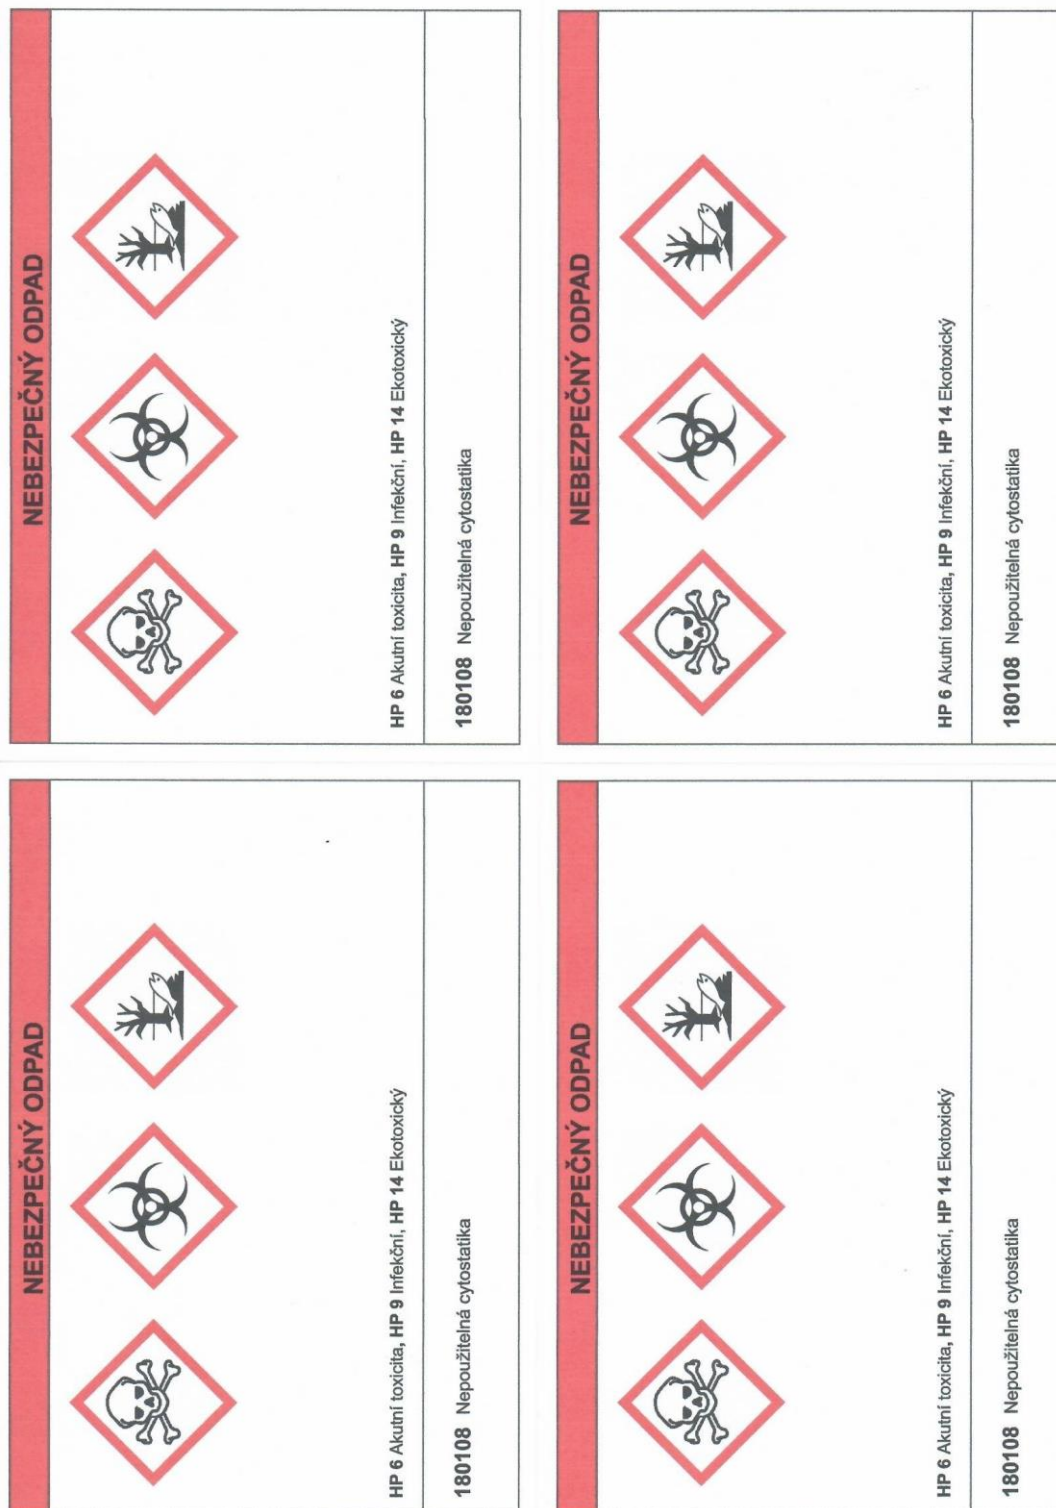 NEBEZPEČNÝ ODPAD
HP 6 Akutní toxicita, HP 9 Infekční, HP 14 Ekotoxický
180108 Nepoužitelná cytostatika
NEBEZPEČNÝ ODPAD
HP 6 Akutní toxicita, HP 9 Infekční, HP 14 Ekotoxický
180108 Nepoužitelná cytostatika
NEBEZPEČNÝ ODPAD
HP 6 Akutní toxicita, HP 9 Infekční, HP 14 Ekotoxický
180108 Nepoužitelná cytostatika
NEBEZPEČNÝ ODPAD
HP 6 Akutní toxicita, HP 9 Infekční, HP 14 Ekotoxický
180108 Nepoužitelná cytostatika